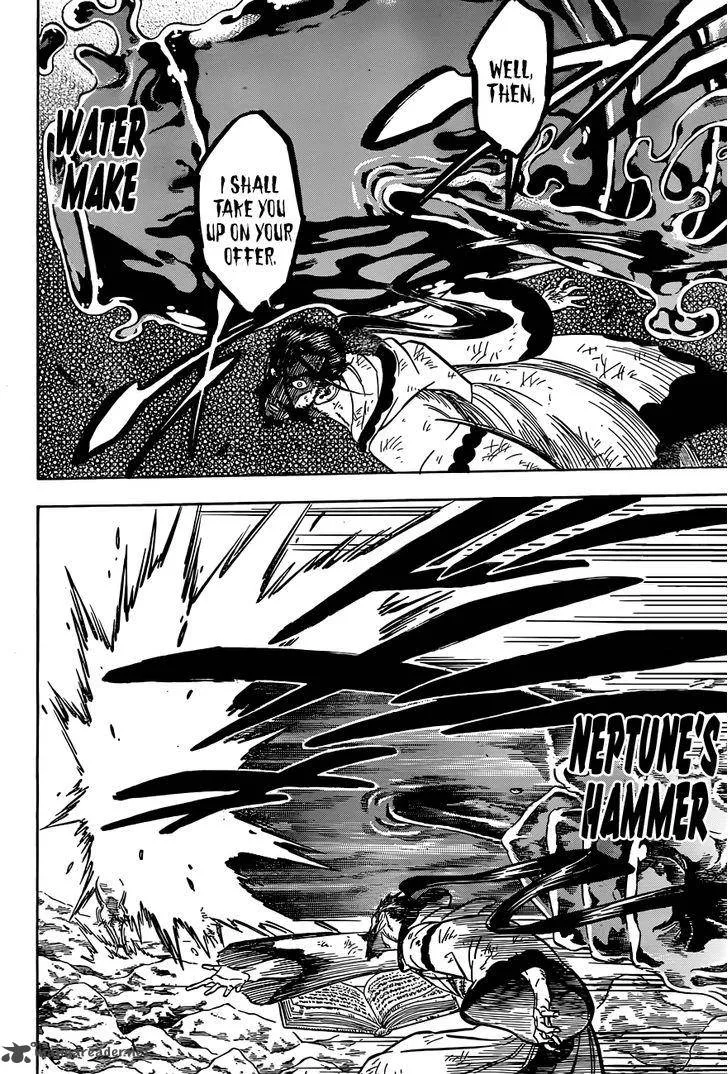 WELL,
THEN,
I SHALL
TAKE YOU
UP ON YOUR
OFFER.
WATER
MAKE
NEPTUNE'S
HAMMER